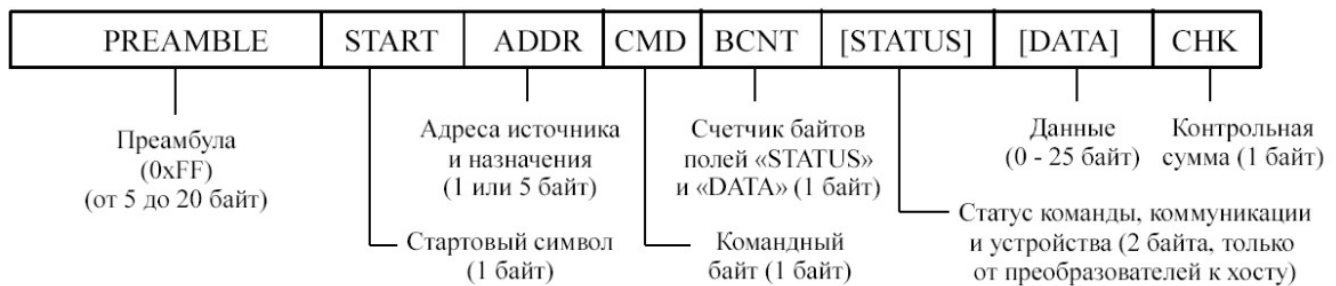 PREAMBLE START ADDR CMD BCNT [STATUS] [DATA] CHK
Преамбула
(0xFF)
(от 5 до 20 байт)
Адреса источника
и назначения
(1 или 5 байт)
Счетчик байтов
полей «STATUS»
и «DATA» (1 байт)
Данные
(0 - 25 байт)
Контрольная
сумма (1 байт)
Стартовый символ
(1 байт)
Командный
байт (1 байт)
Статус команды, коммуникации
и устройства (2 байта, только
от преобразователей к хосту)